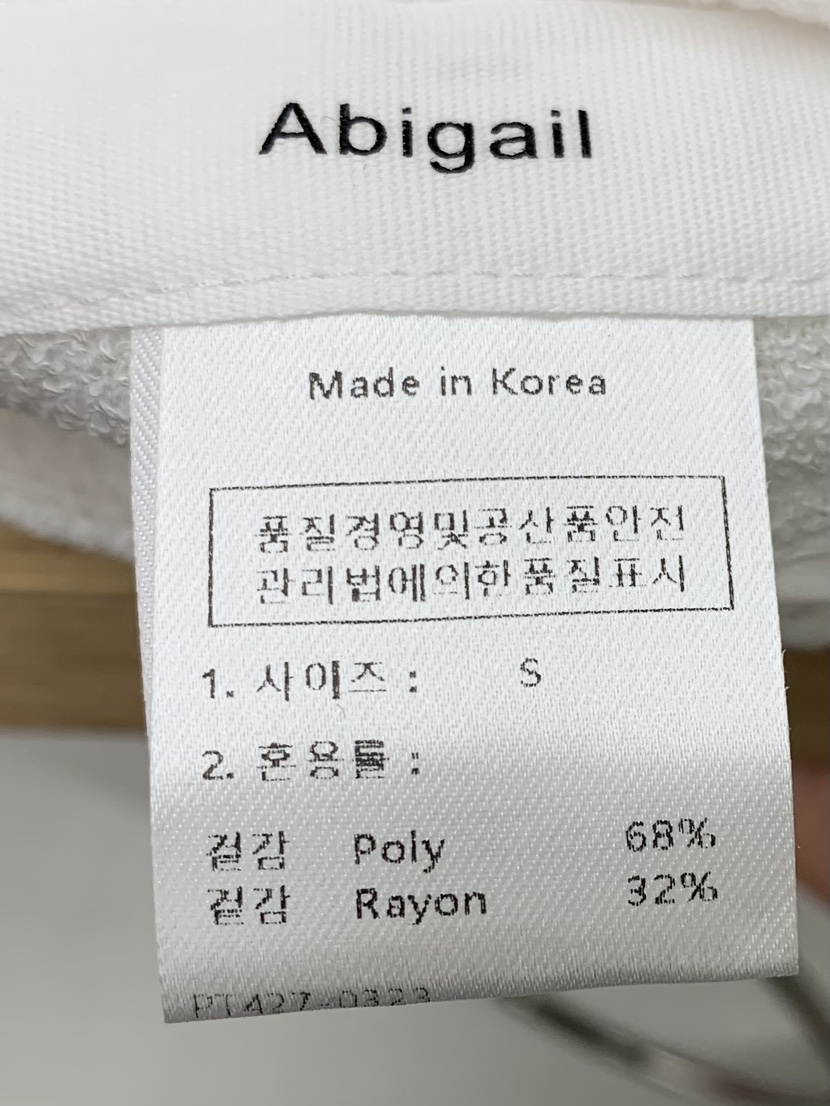 Abigail
Made in Korea
품질경영및공산품안전
관리법에의한품질표시
1. 사이즈 : S
2. 혼용률 :
겉감 Poly 68%
겉감 Rayon 32%
PT427-0323